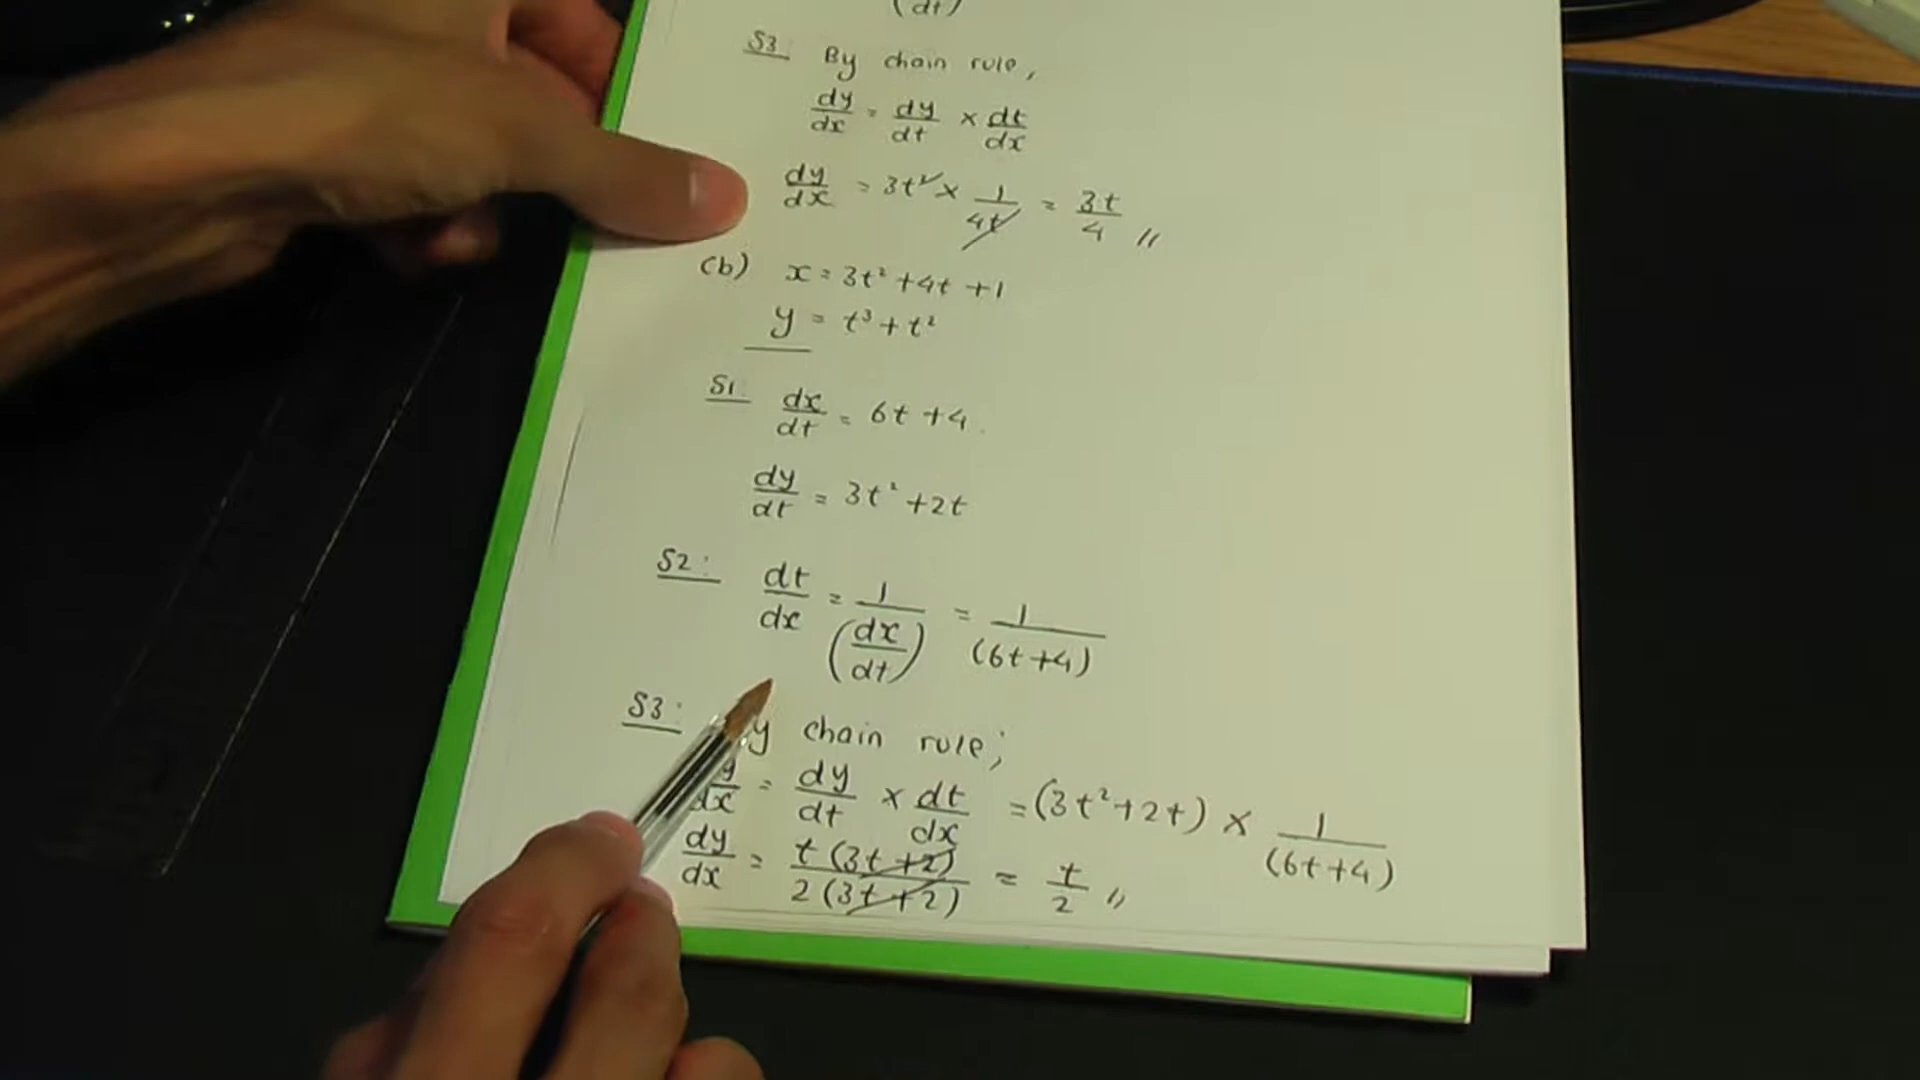 (dt)
S3: By chain rule,
dy/dx = dy/dt × dt/dx
dy/dx = 3t² × 1/4t = 3t/4 //
(b) x = 3t² + 4t + 1
y = t³ + t²
S1: dx/dt = 6t + 4
dy/dt = 3t² + 2t
S2: dt/dx = 1/(dx/dt) = 1/(6t+4)
S3: y chain rule;
y/dx = dy/dt × dt/dx = (3t² + 2t) × 1/(6t+4)
dy/dx = t(3t+2)/2(3t+2) = t/2 //